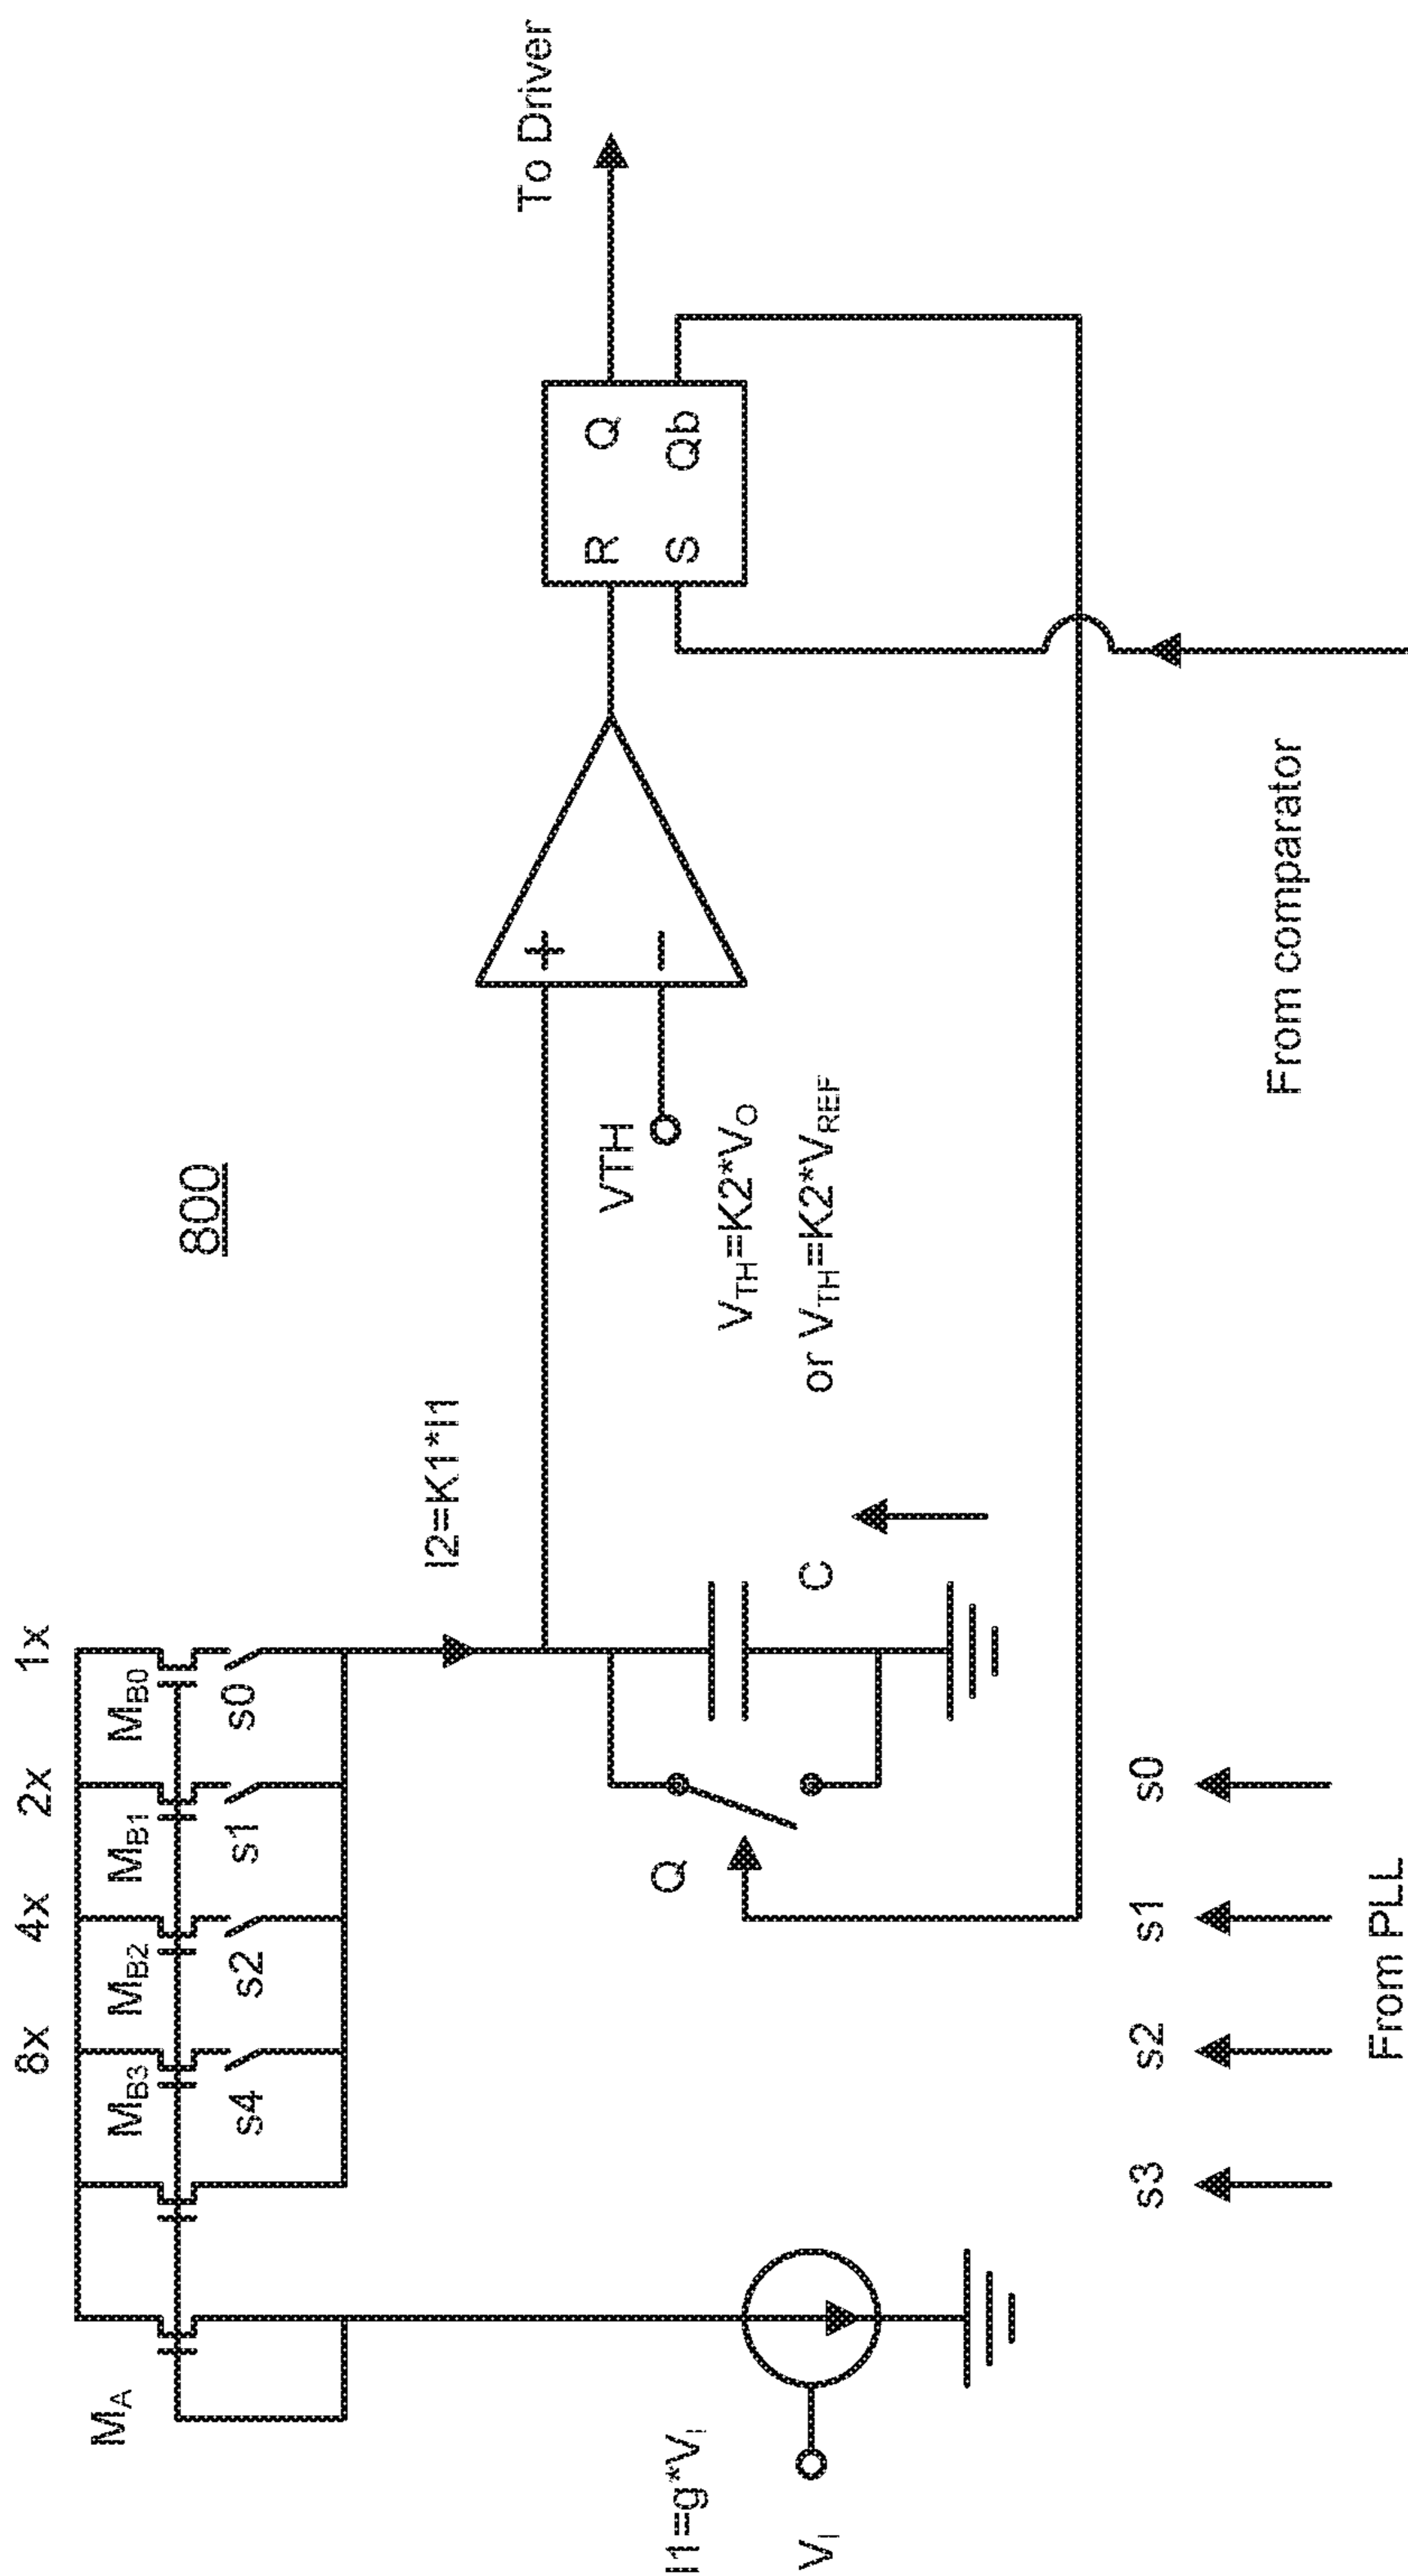 800
8x 4x 2x 1x
M_A
M_B3 M_B2 M_B1 M_B0
s4 s2 s1 s0
I2=K1*I1
To Driver
+
−
R Q
S Qb
VTH
V_TH=K2*V_O
or V_TH=K2*V_REF
Q
C
I1=g*V_I
V_I
s3 s2 s1 s0
From PLL
From comparator